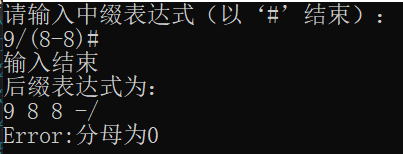 请输入中缀表达式（以‘#’结束）：
9/(8-8)#
输入结束
后缀表达式为：
9 8 8 -/
Error:分母为0